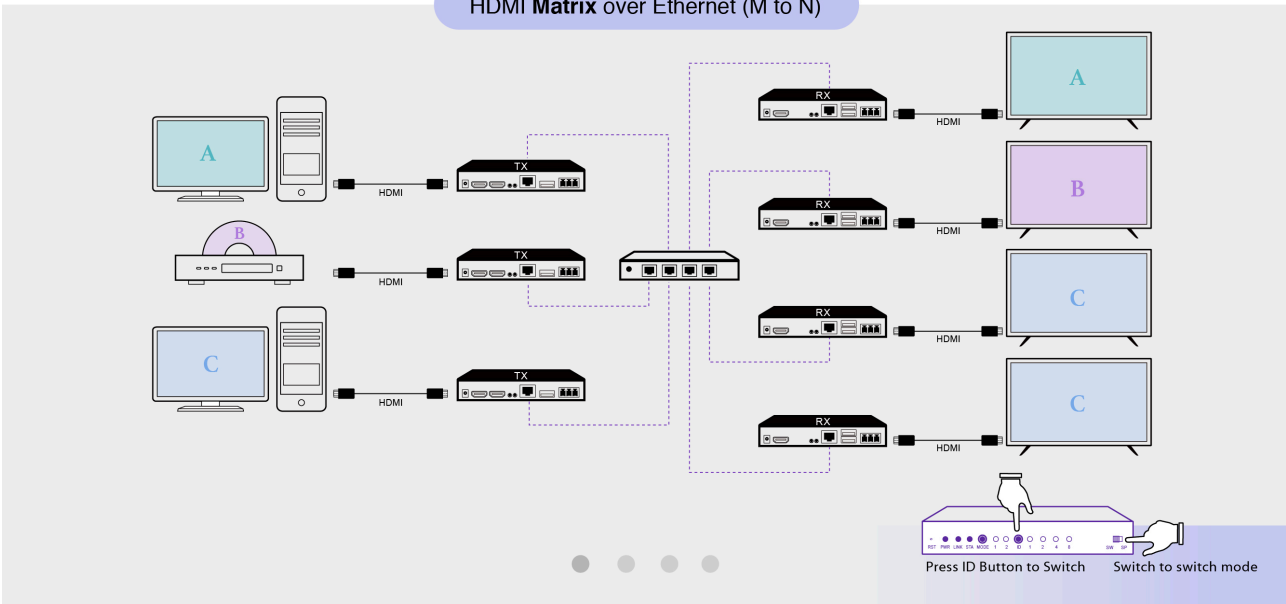 HDMI Matrix over Ethernet (M to N)
A
HDMI
TX
B
HDMI
TX
C
HDMI
TX
RX
HDMI
A
RX
HDMI
B
RX
HDMI
C
RX
HDMI
C
RST PWR LINK STA MODE 1 2 ID 1 2 4 8 SW SP
Press ID Button to Switch
Switch to switch mode